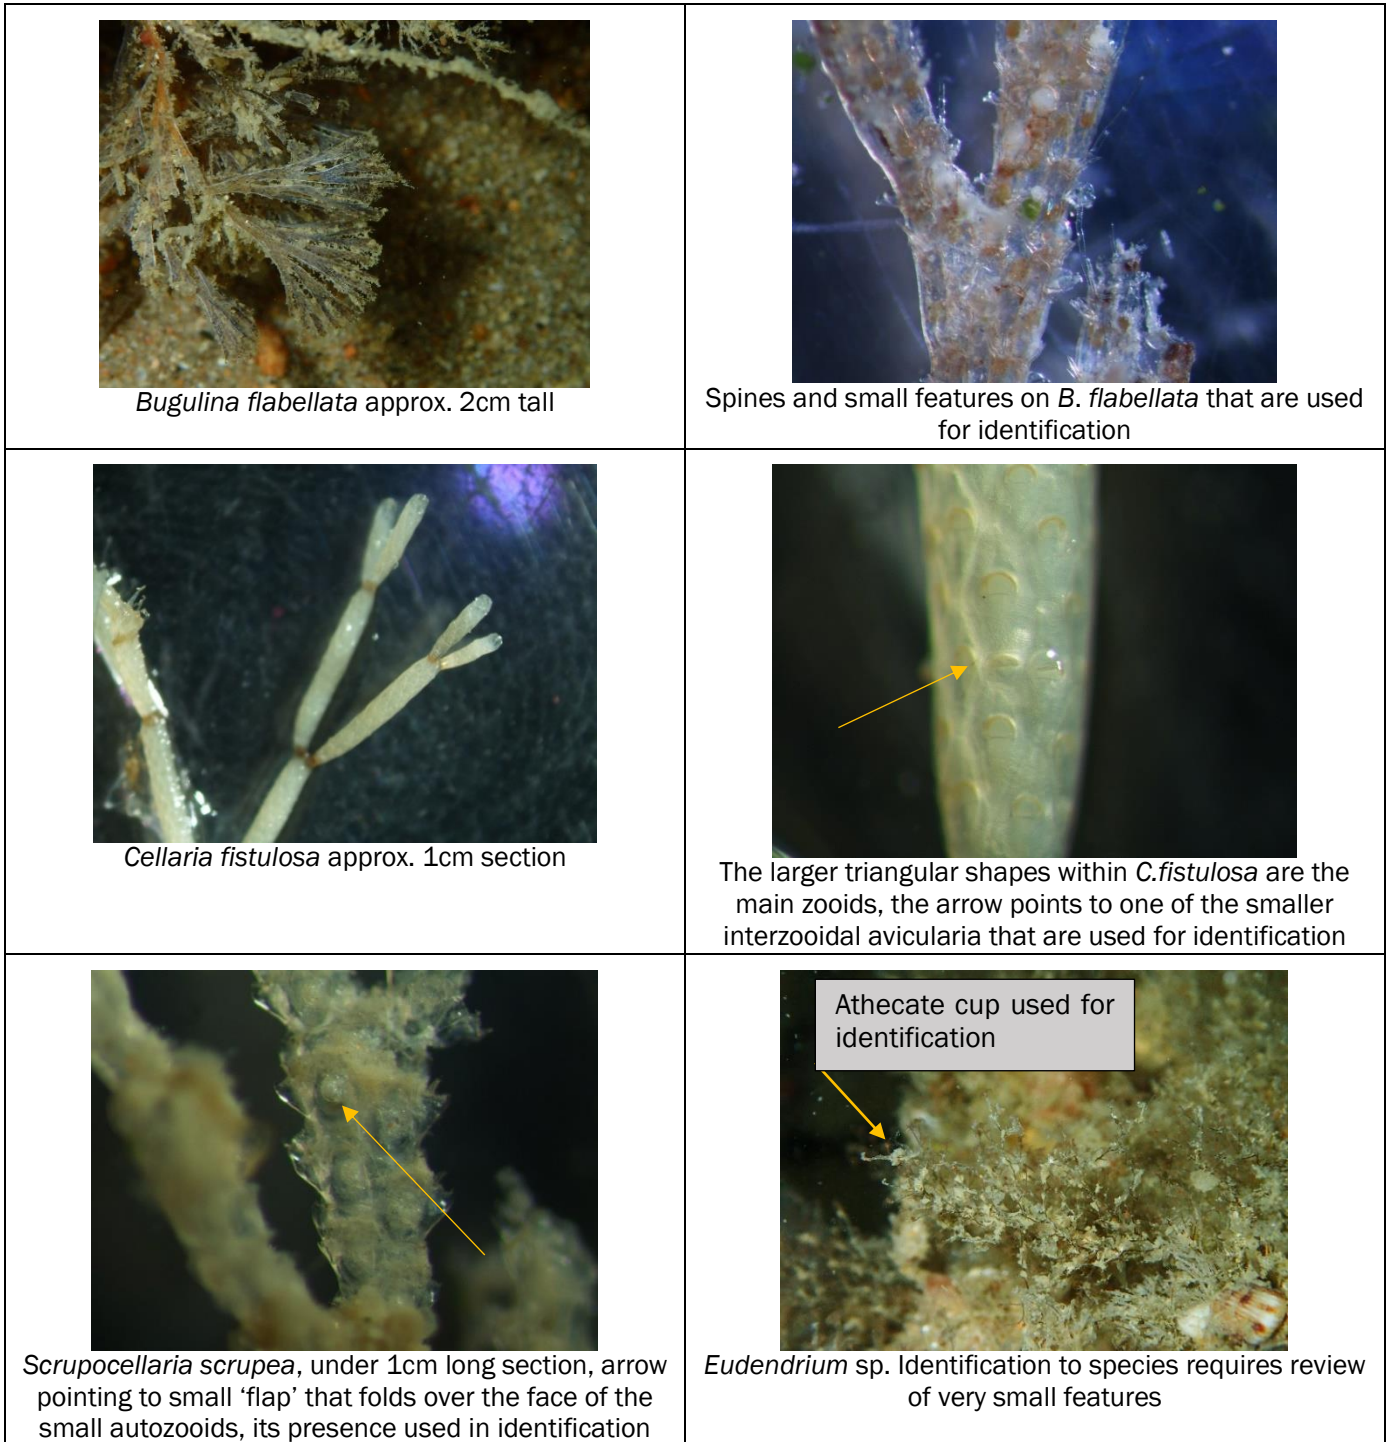 Bugulina flabellata approx. 2cm tall
Spines and small features on B. flabellata that are used
for identification
Cellaria fistulosa approx. 1cm section
The larger triangular shapes within C.fistulosa are the
main zooids, the arrow points to one of the smaller
interzooidal avicularia that are used for identification
Scrupocellaria scrupea, under 1cm long section, arrow
pointing to small ‘flap’ that folds over the face of the
small autozooids, its presence used in identification
Athecate cup used for
identification
Eudendrium sp. Identification to species requires review
of very small features